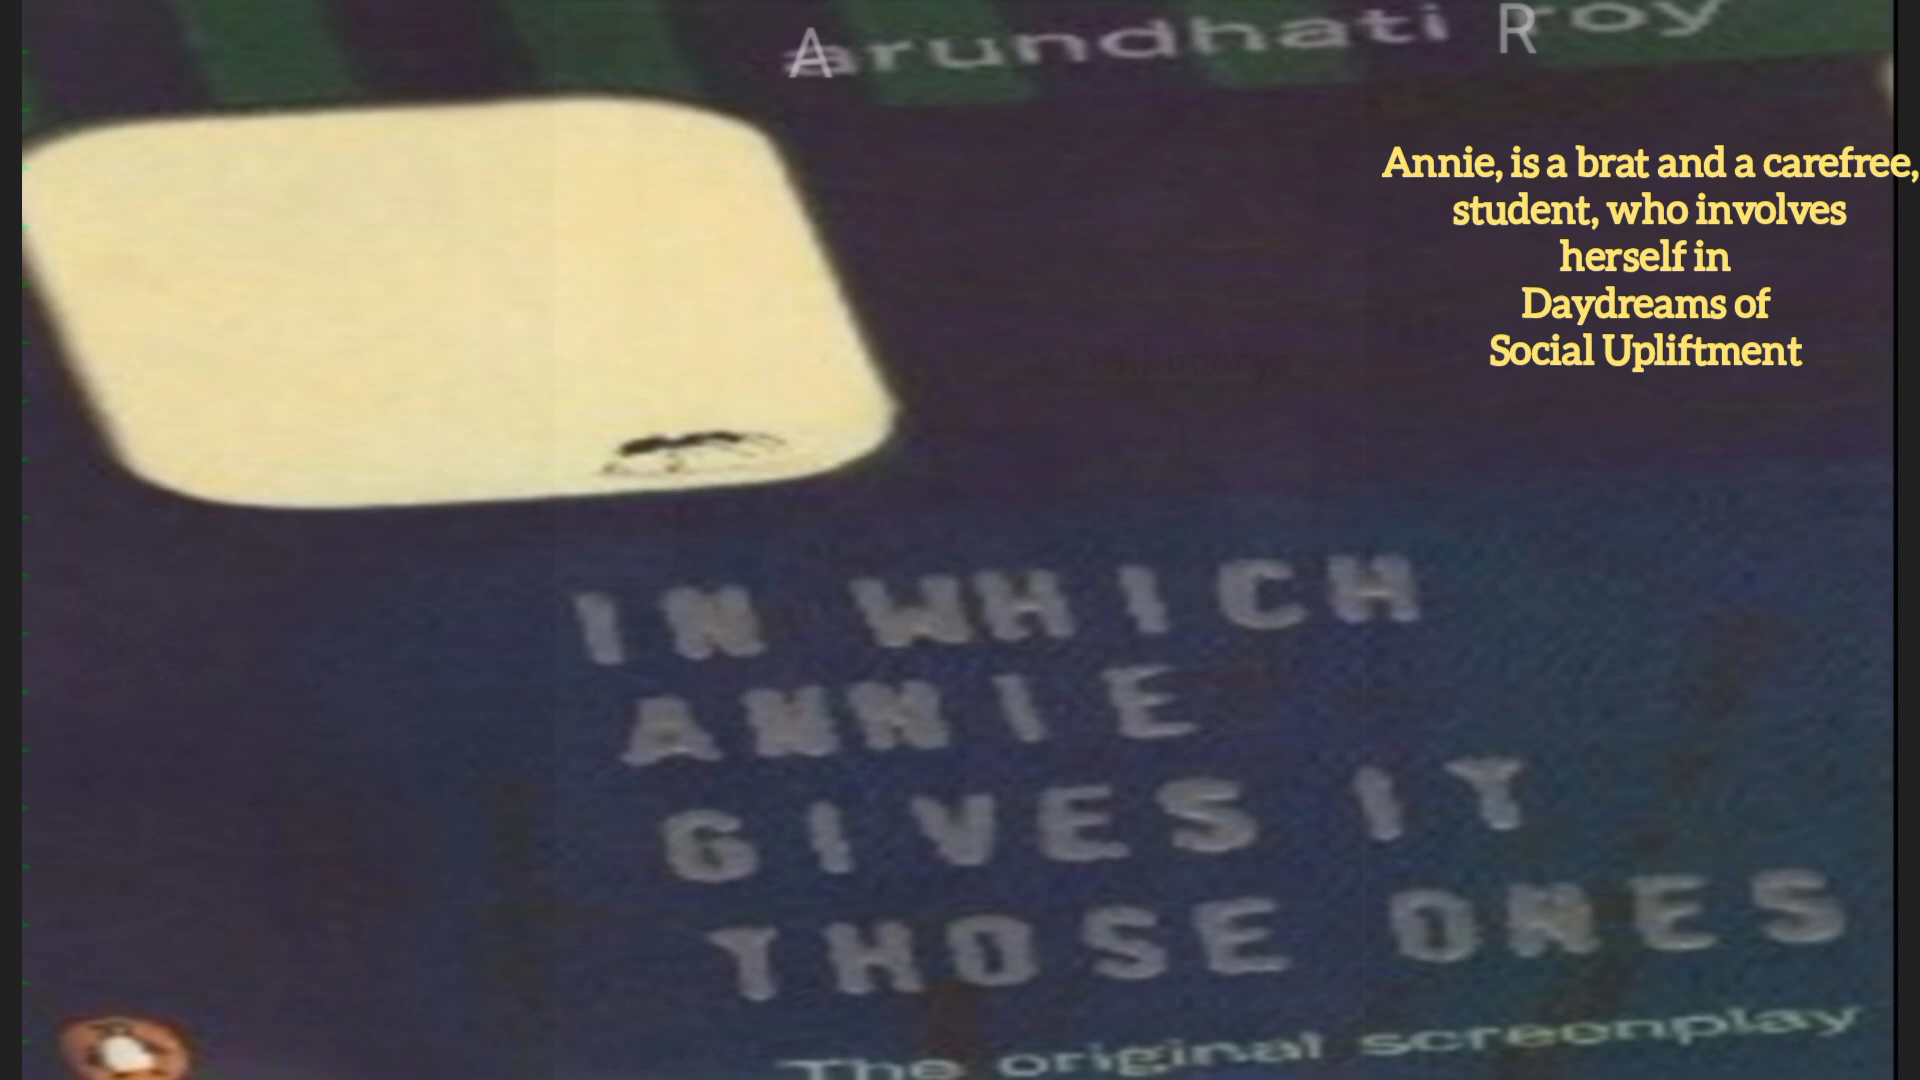 Arundhati Roy
Annie, is a brat and a carefree,
student, who involves
herself in
Daydreams of
Social Upliftment
IN WHICH
ANNIE
GIVES IT
THOSE ONES
The original screenplay